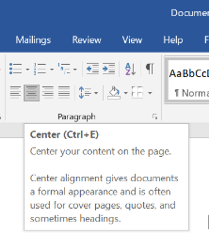 Documen
Mailings Review View Help
AaBbCcD
¶ Norma
Paragraph
Center (Ctrl+E)
Center your content on the page.
Center alignment gives documents
a formal appearance and is often
used for cover pages, quotes, and
sometimes headings.